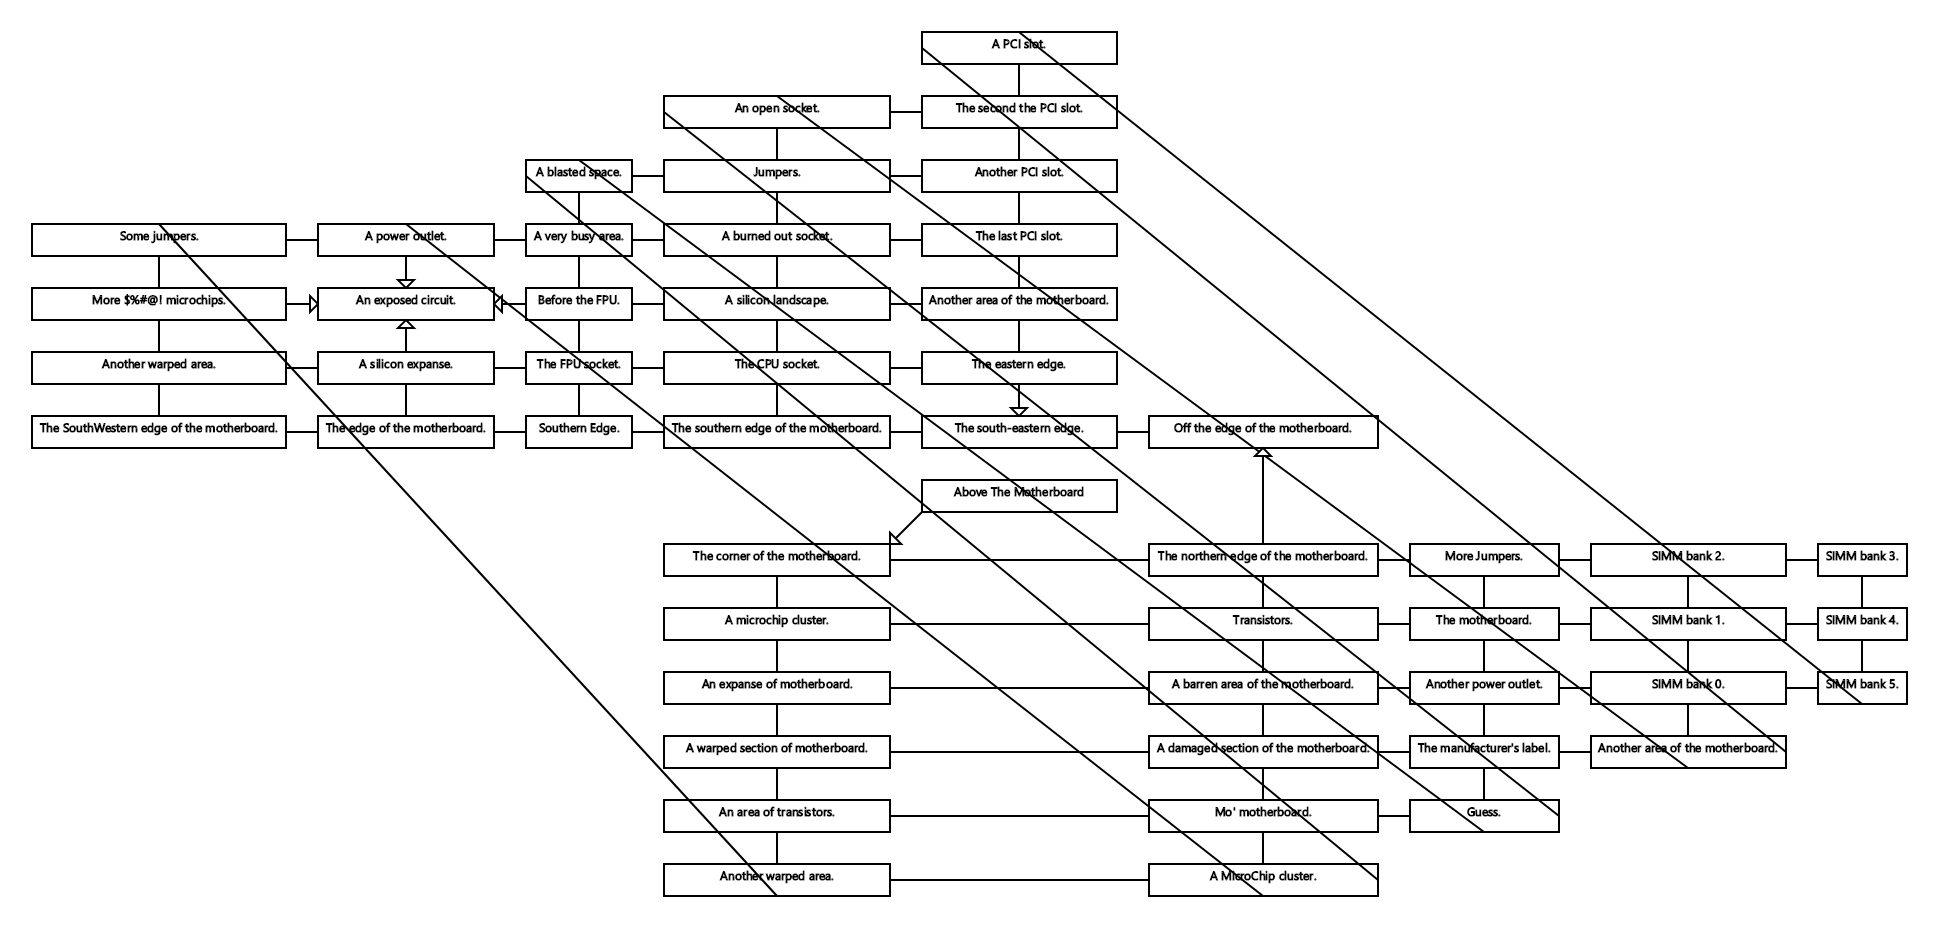 A PCI slot.
An open socket.
The second the PCI slot.
A blasted space.
Jumpers.
Another PCI slot.
Some jumpers.
A power outlet.
A very busy area.
A burned out socket.
The last PCI slot.
More $%#@! microchips.
An exposed circuit.
Before the FPU.
A silicon landscape.
Another area of the motherboard.
Another warped area.
A silicon expanse.
The FPU socket.
The CPU socket.
The eastern edge.
The SouthWestern edge of the motherboard.
The edge of the motherboard.
Southern Edge.
The southern edge of the motherboard.
The south-eastern edge.
Off the edge of the motherboard.
Above The Motherboard
The corner of the motherboard.
The northern edge of the motherboard.
More Jumpers.
SIMM bank 2.
SIMM bank 3.
A microchip cluster.
Transistors.
The motherboard.
SIMM bank 1.
SIMM bank 4.
An expanse of motherboard.
A barren area of the motherboard.
Another power outlet.
SIMM bank 0.
SIMM bank 5.
A warped section of motherboard.
A damaged section of the motherboard.
The manufacturer's label.
Another area of the motherboard.
An area of transistors.
Mo' motherboard.
Guess.
Another warped area.
A MicroChip cluster.